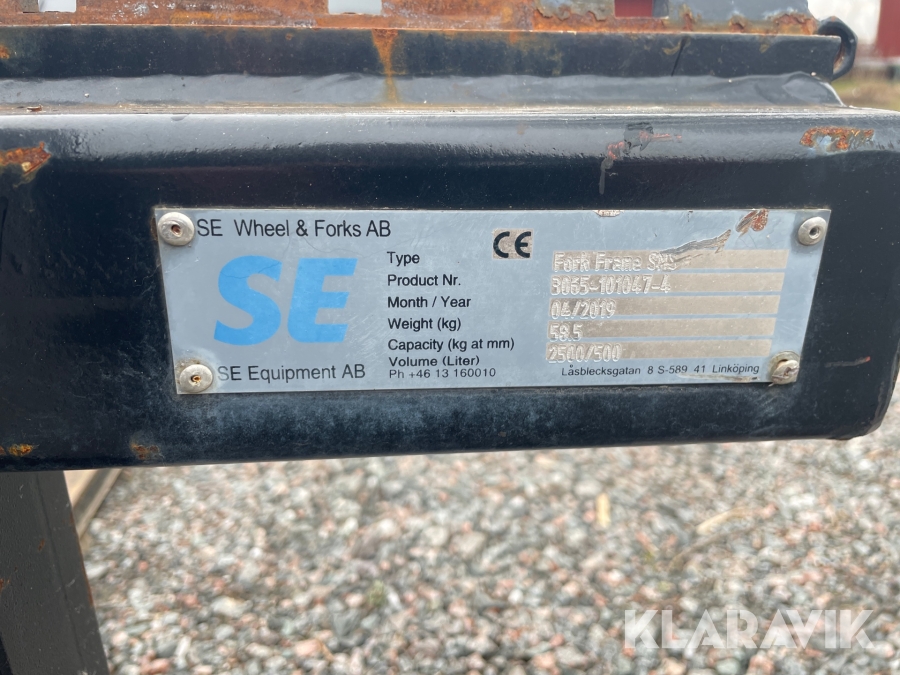 SE Wheel & Forks AB
CE
SE
SE Equipment AB
Type Fork Frame SMS
Product Nr. 3065-101047-4
Month / Year 04/2019
Weight (kg) 58.5
Capacity (kg at mm) 2500/500
Volume (Liter)
Ph +46 13 160010
Låsblecksgatan 8 S-589 41 Linköping
KLARAVIK